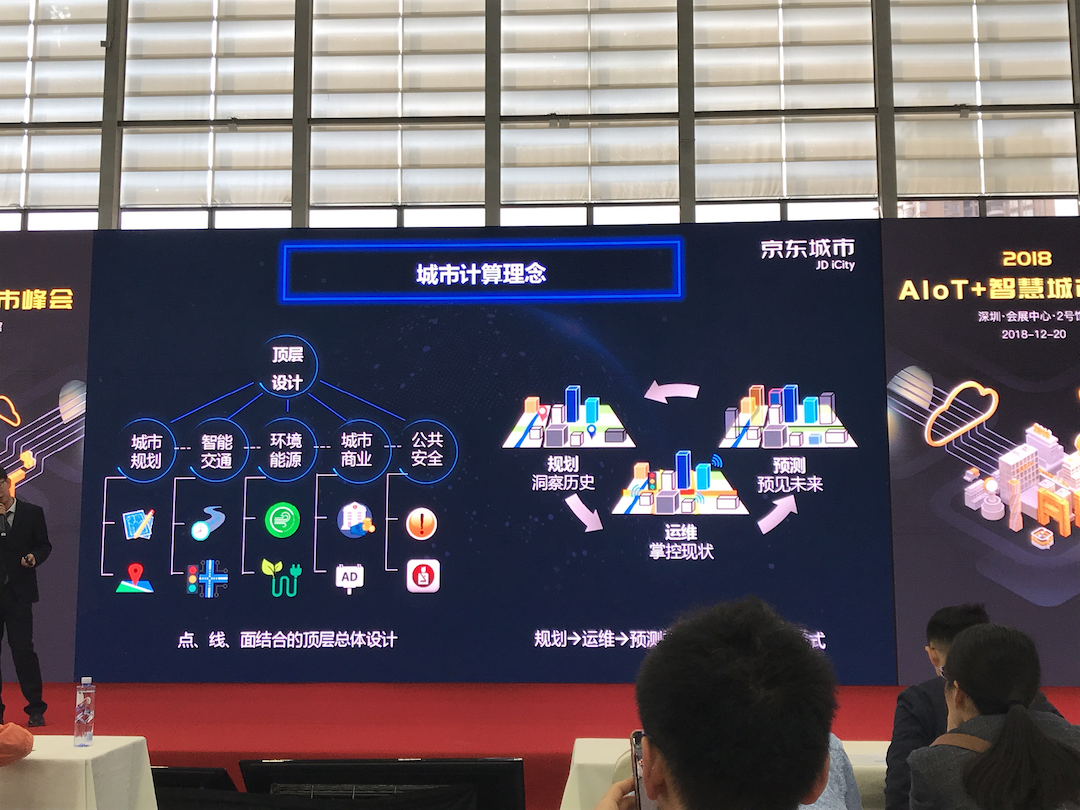 市峰会
城市计算理念
京东城市
JD iCity
顶层
设计
城市
规划
智能
交通
环境
能源
城市
商业
公共
安全
AD
点、线、面结合的顶层总体设计
规划
洞察历史
预测
预见未来
运维
掌控现状
规划→运维→预测
式
2018
AIoT+智慧城市
深圳·会展中心·2号馆
2018-12-20